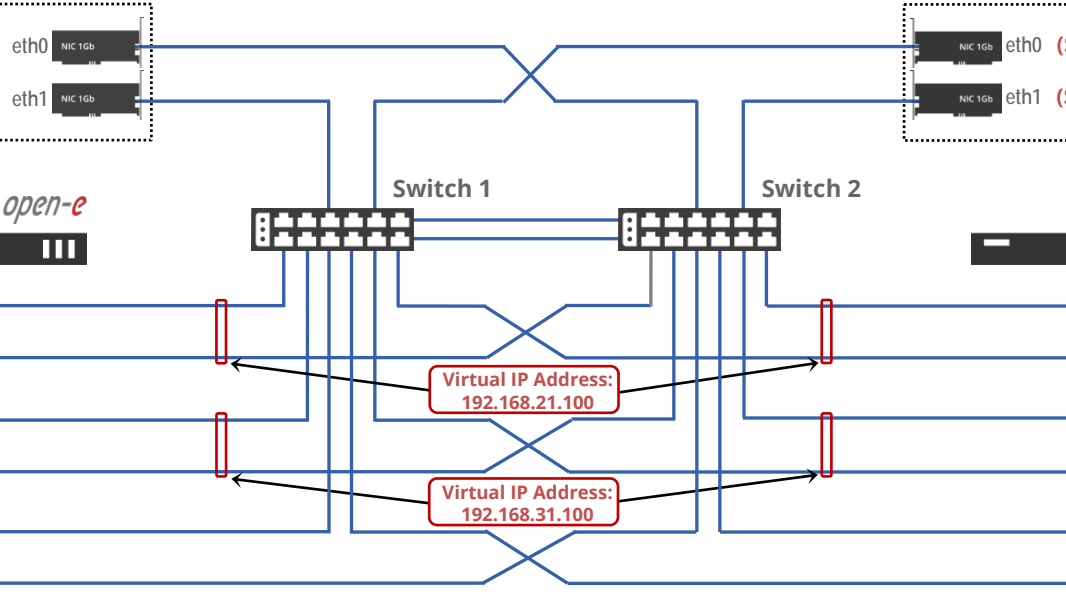 eth0
NIC 1Gb
NIC 1Gb
eth0
eth1
NIC 1Gb
NIC 1Gb
eth1
Switch 1
Switch 2
open-e
Virtual IP Address:
192.168.21.100
Virtual IP Address:
192.168.31.100